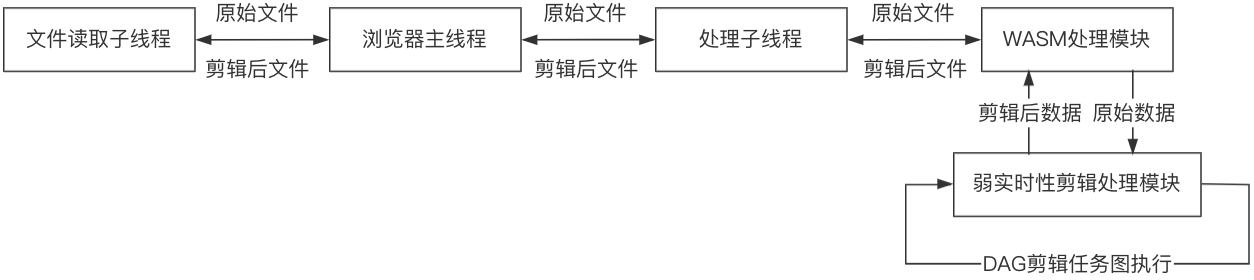 原始文件
原始文件
原始文件
文件读取子线程
浏览器主线程
处理子线程
WASM处理模块
剪辑后文件
剪辑后文件
剪辑后文件
剪辑后数据
原始数据
弱实时性剪辑处理模块
DAG剪辑任务图执行